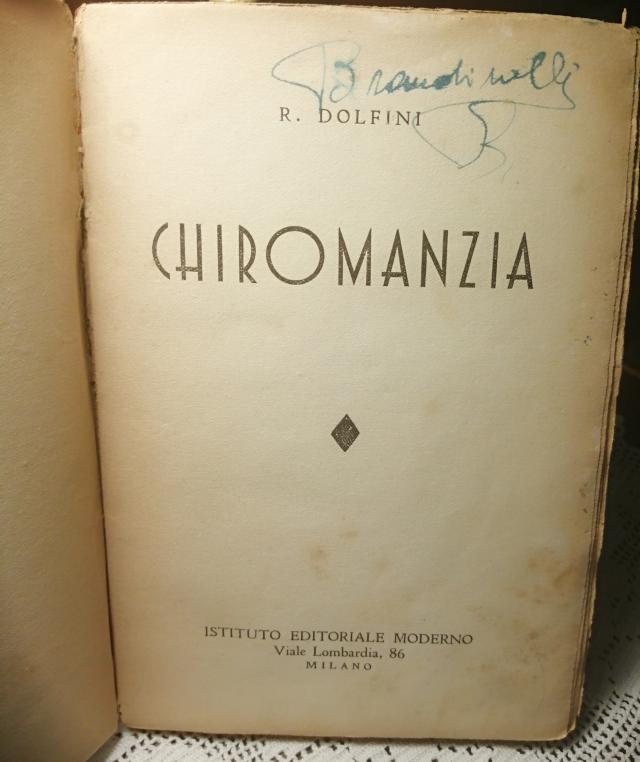 Brandinelli
B
R. DOLFINI
CHIROMANZIA
ISTITUTO EDITORIALE MODERNO
Viale Lombardia, 86
MILANO